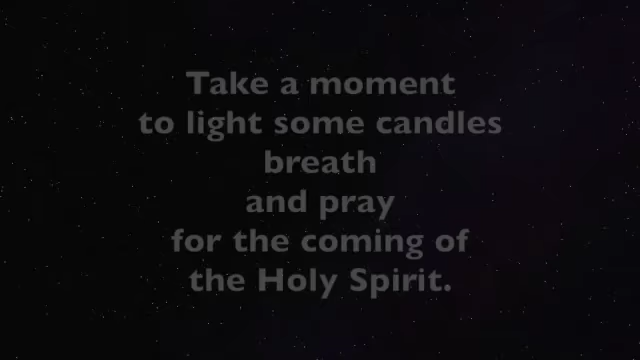 Take a moment
to light some candles
breath
and pray
for the coming of
the Holy Spirit.